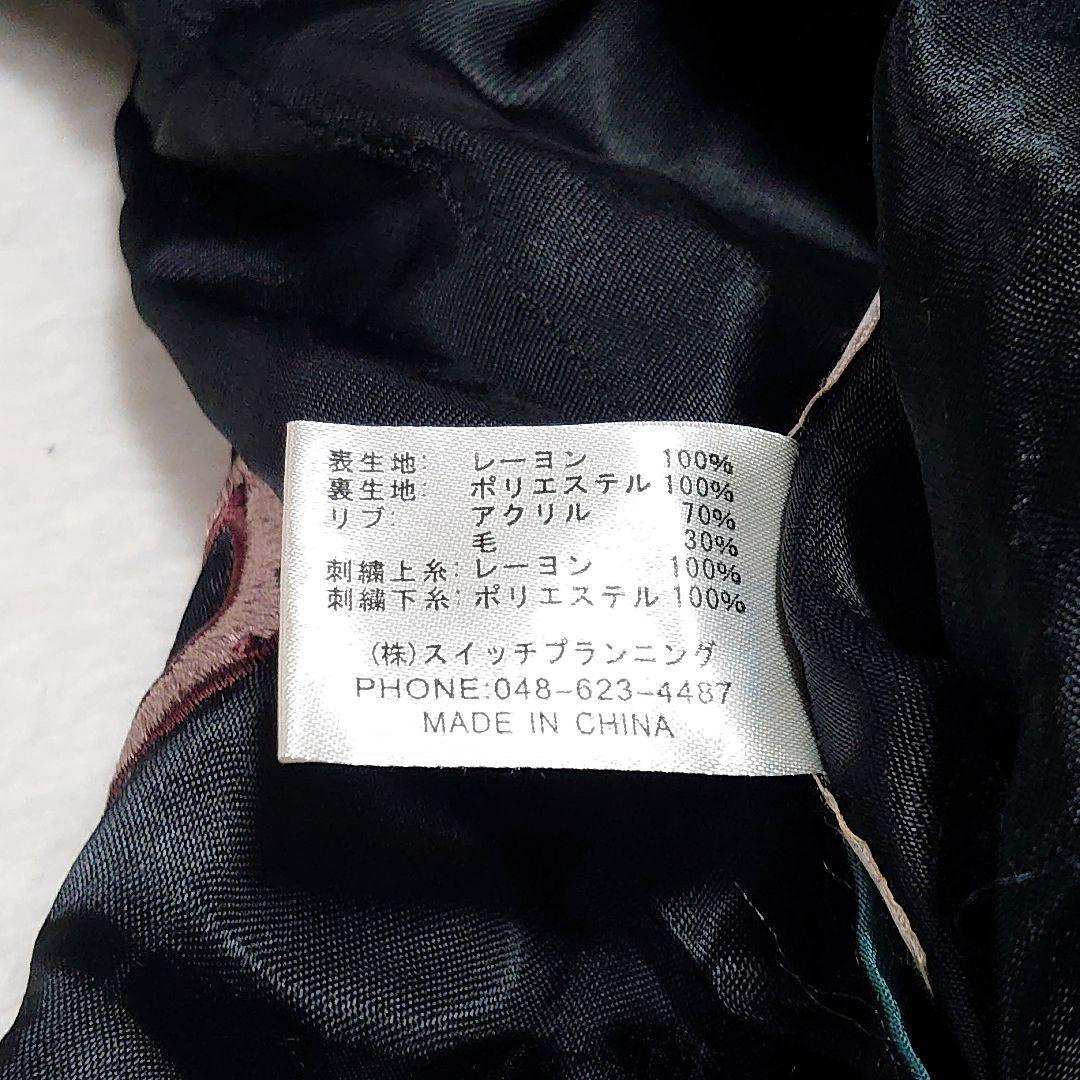 表生地: レーヨン 100%
裏生地: ポリエステル 100%
リブ: アクリル 70%
毛 30%
刺繍上糸: レーヨン 100%
刺繍下糸: ポリエステル 100%
(株)スイッチプランニング
PHONE:048-623-4487
MADE IN CHINA